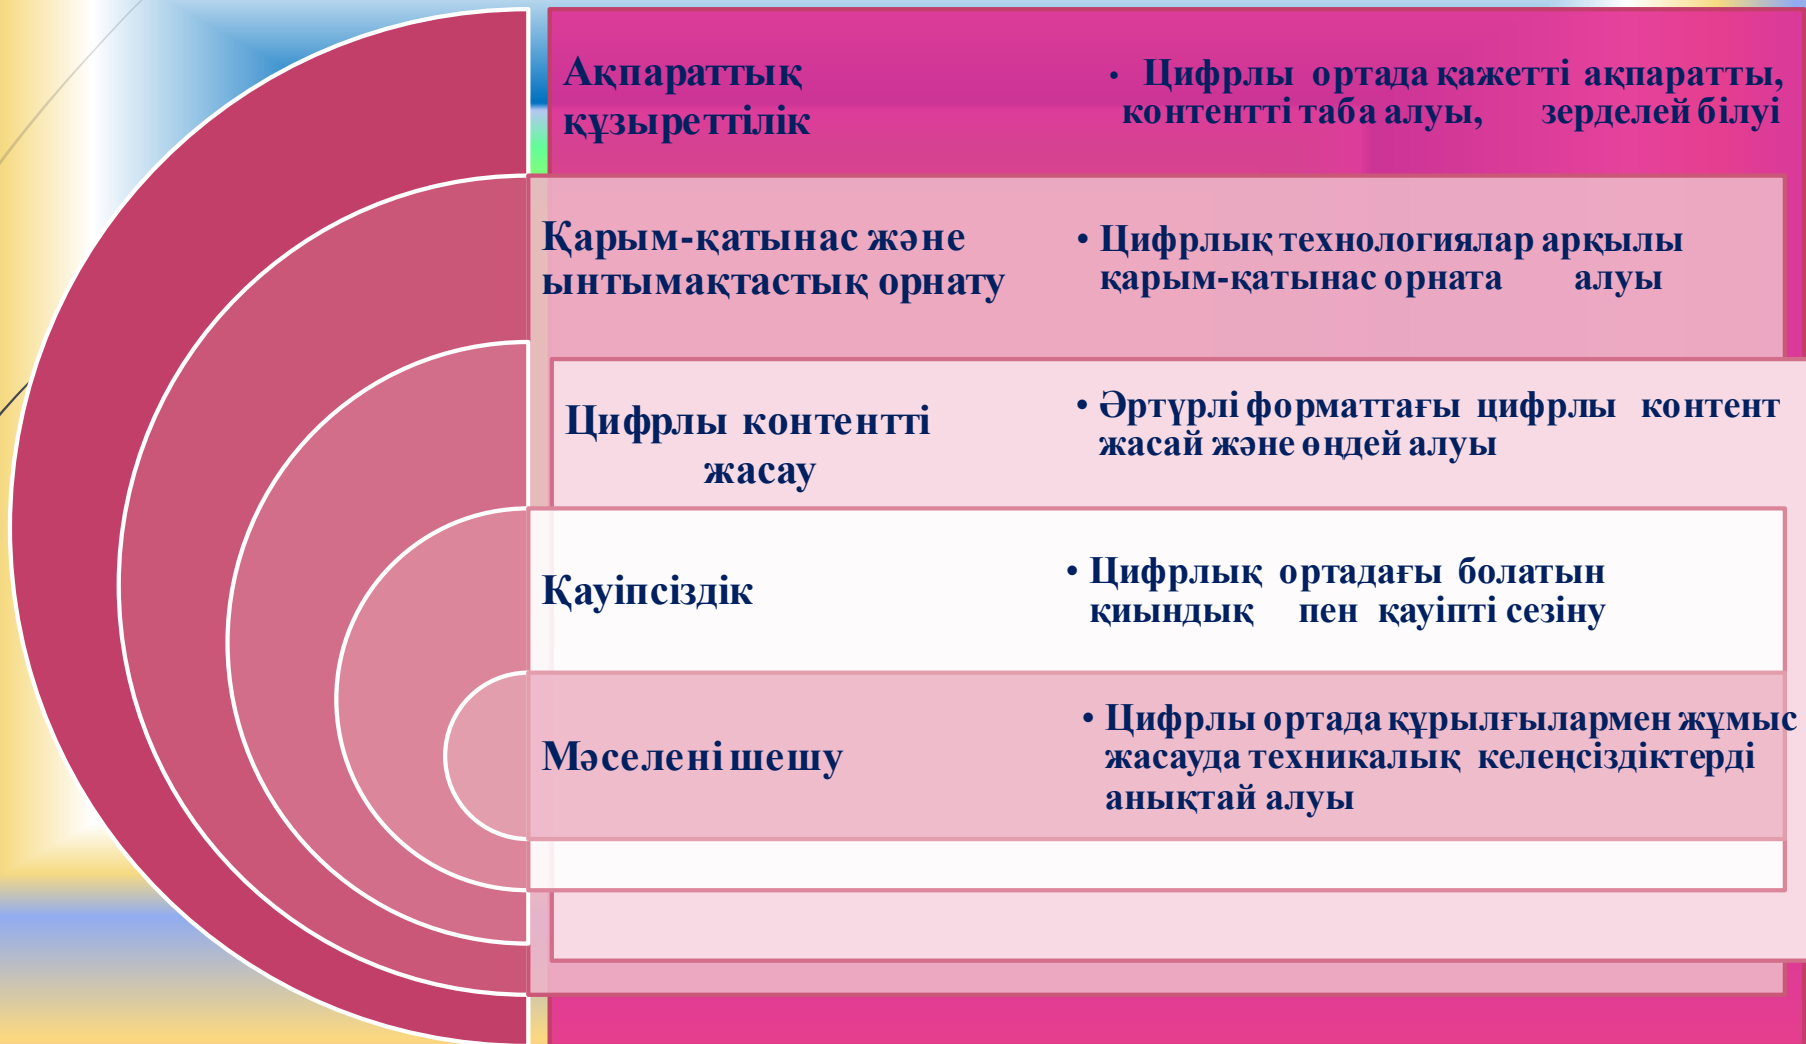 Ақпараттық
құзыреттілік
• Цифрлы ортада қажетті ақпаратты,
контентті таба алуы, зерделей білуі
Қарым-қатынас және
ынтымақтастық орнату
• Цифрлық технологиялар арқылы
қарым-қатынас орната алуы
Цифрлы контентті
жасау
• Әртүрлі форматтағы цифрлы контент
жасай және өңдей алуы
Қауіпсіздік
• Цифрлық ортадағы болатын
қиындық пен қауіпті сезіну
Мәселені шешу
• Цифрлы ортада құрылғылармен жұмыс
жасауда техникалық келеңсіздіктерді
анықтай алуы